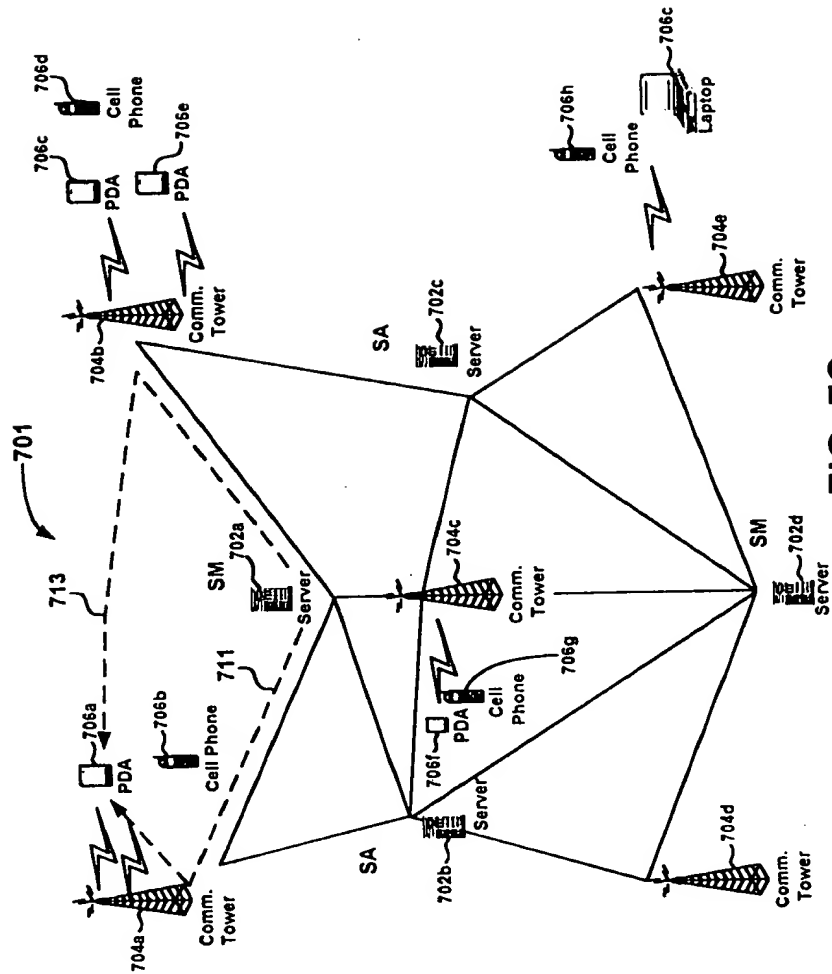 701
713
706a
PDA
706b
Cell Phone
704a
Comm.
Tower
711
SM
702a
Server
704b
Comm.
Tower
706c
PDA
706d
Cell
Phone
706e
PDA
SA
702b
Server
706f
PDA
706g
Cell
Phone
704c
Comm.
Tower
SA
702c
Server
706h
Cell
Phone
706c
Laptop
704d
Comm.
Tower
SM
702d
Server
704e
Comm.
Tower